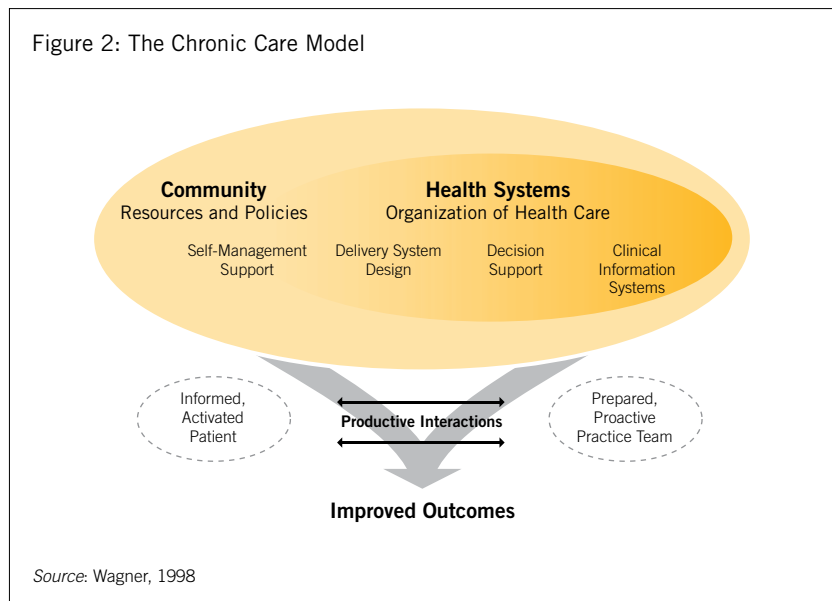 Figure 2: The Chronic Care Model
Community
Resources and Policies
Health Systems
Organization of Health Care
Self-Management
Support
Delivery System
Design
Decision
Support
Clinical
Information
Systems
Informed,
Activated
Patient
Productive Interactions
Prepared,
Proactive
Practice Team
Improved Outcomes
Source: Wagner, 1998